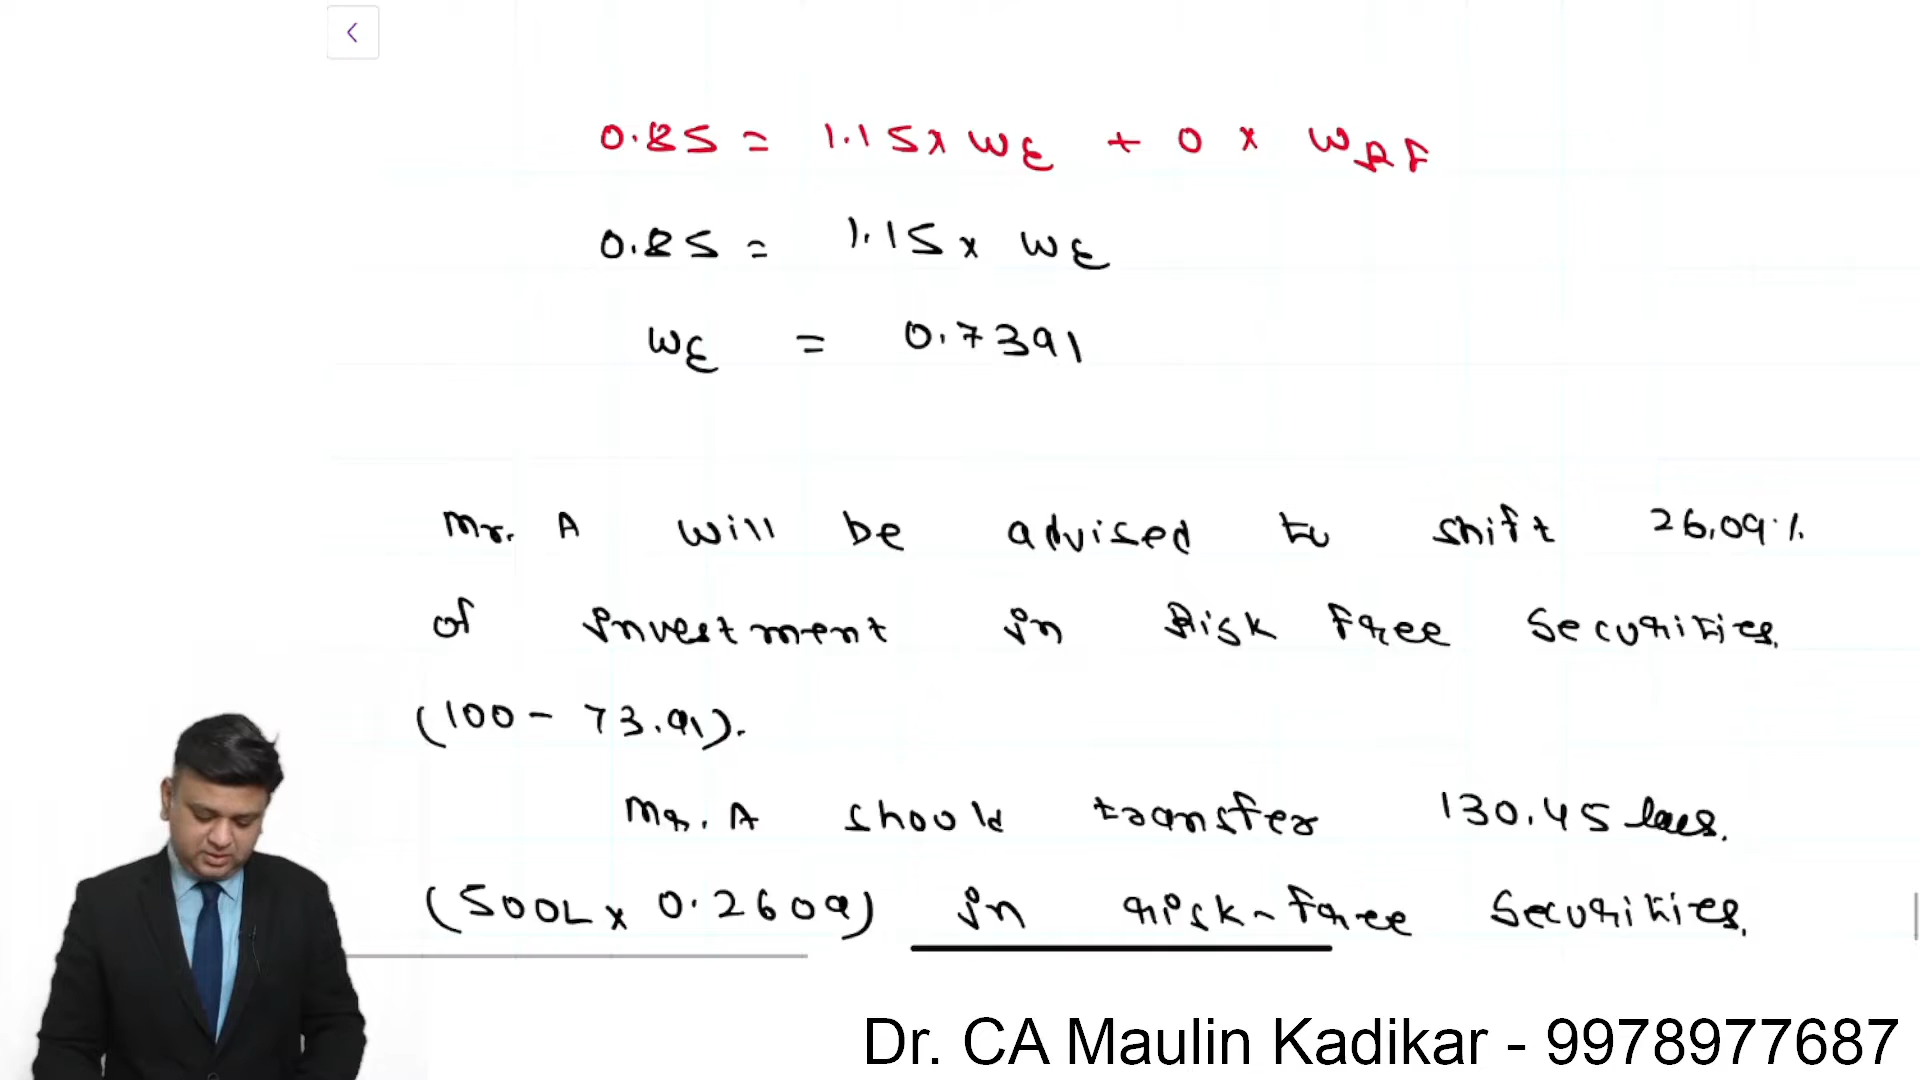 0.85 = 1.15 x WE + 0 x WRF
0.85 = 1.15 x WE
WE = 0.7391
Mr. A will be advised to shift 26.09%
of investment in Risk Free Securities.
(100 - 73.91).
Mr. A should transfer 130.45 lacs.
(500L x 0.2609) in risk-free Securities.
Dr. CA Maulin Kadikar - 9978977687